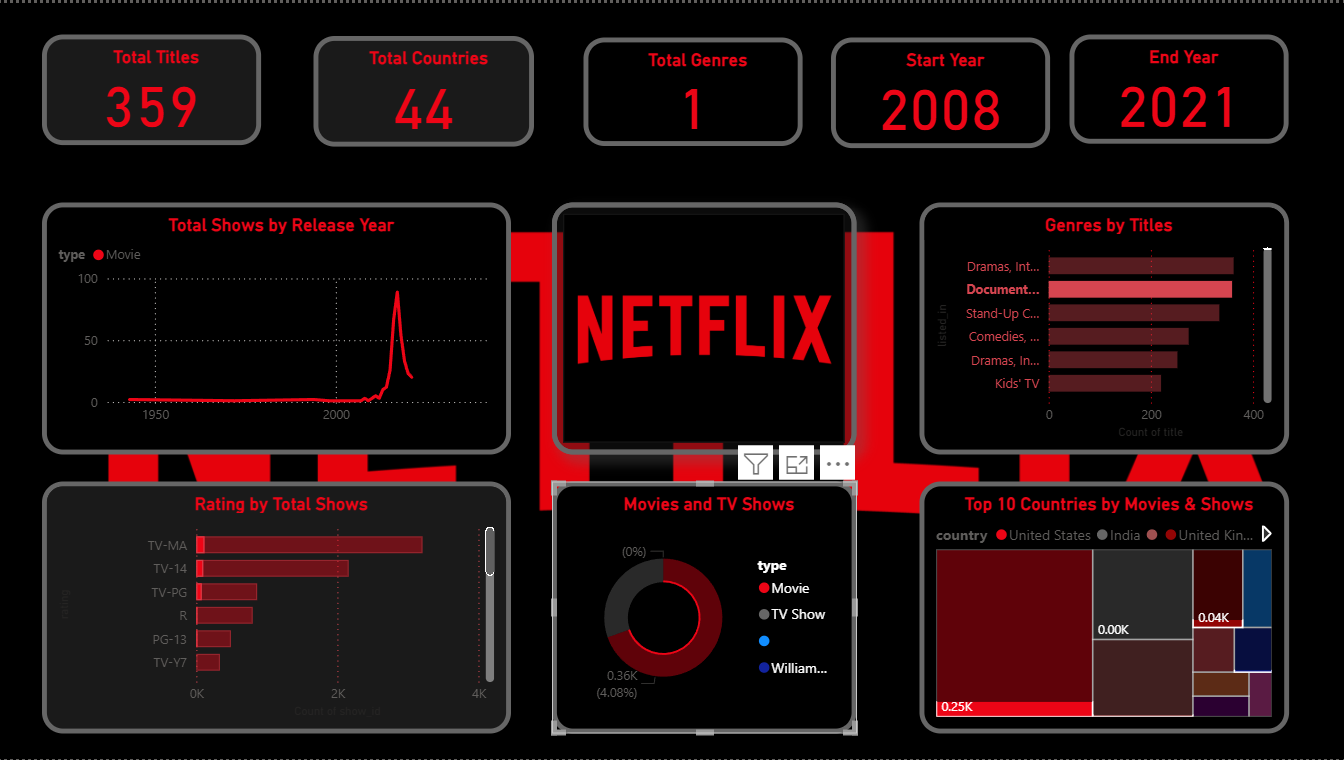 Total Titles
359
Total Countries
44
Total Genres
1
Start Year
2008
End Year
2021
Total Shows by Release Year
type Movie
100
50
0
1950 2000
NETFLIX
Genres by Titles
listed_in
Dramas, Int...
Document...
Stand-Up C...
Comedies, ...
Dramas, In...
Kids' TV
0 200 400
Count of title
Rating by Total Shows
rating
TV-MA
TV-14
TV-PG
R
PG-13
TV-Y7
0K 2K 4K
Count of show_id
Movies and TV Shows
(0%)
0.36K
(4.08%)
type
Movie
TV Show
William...
Top 10 Countries by Movies & Shows
country United States India United Kin...
0.25K
0.00K
0.04K